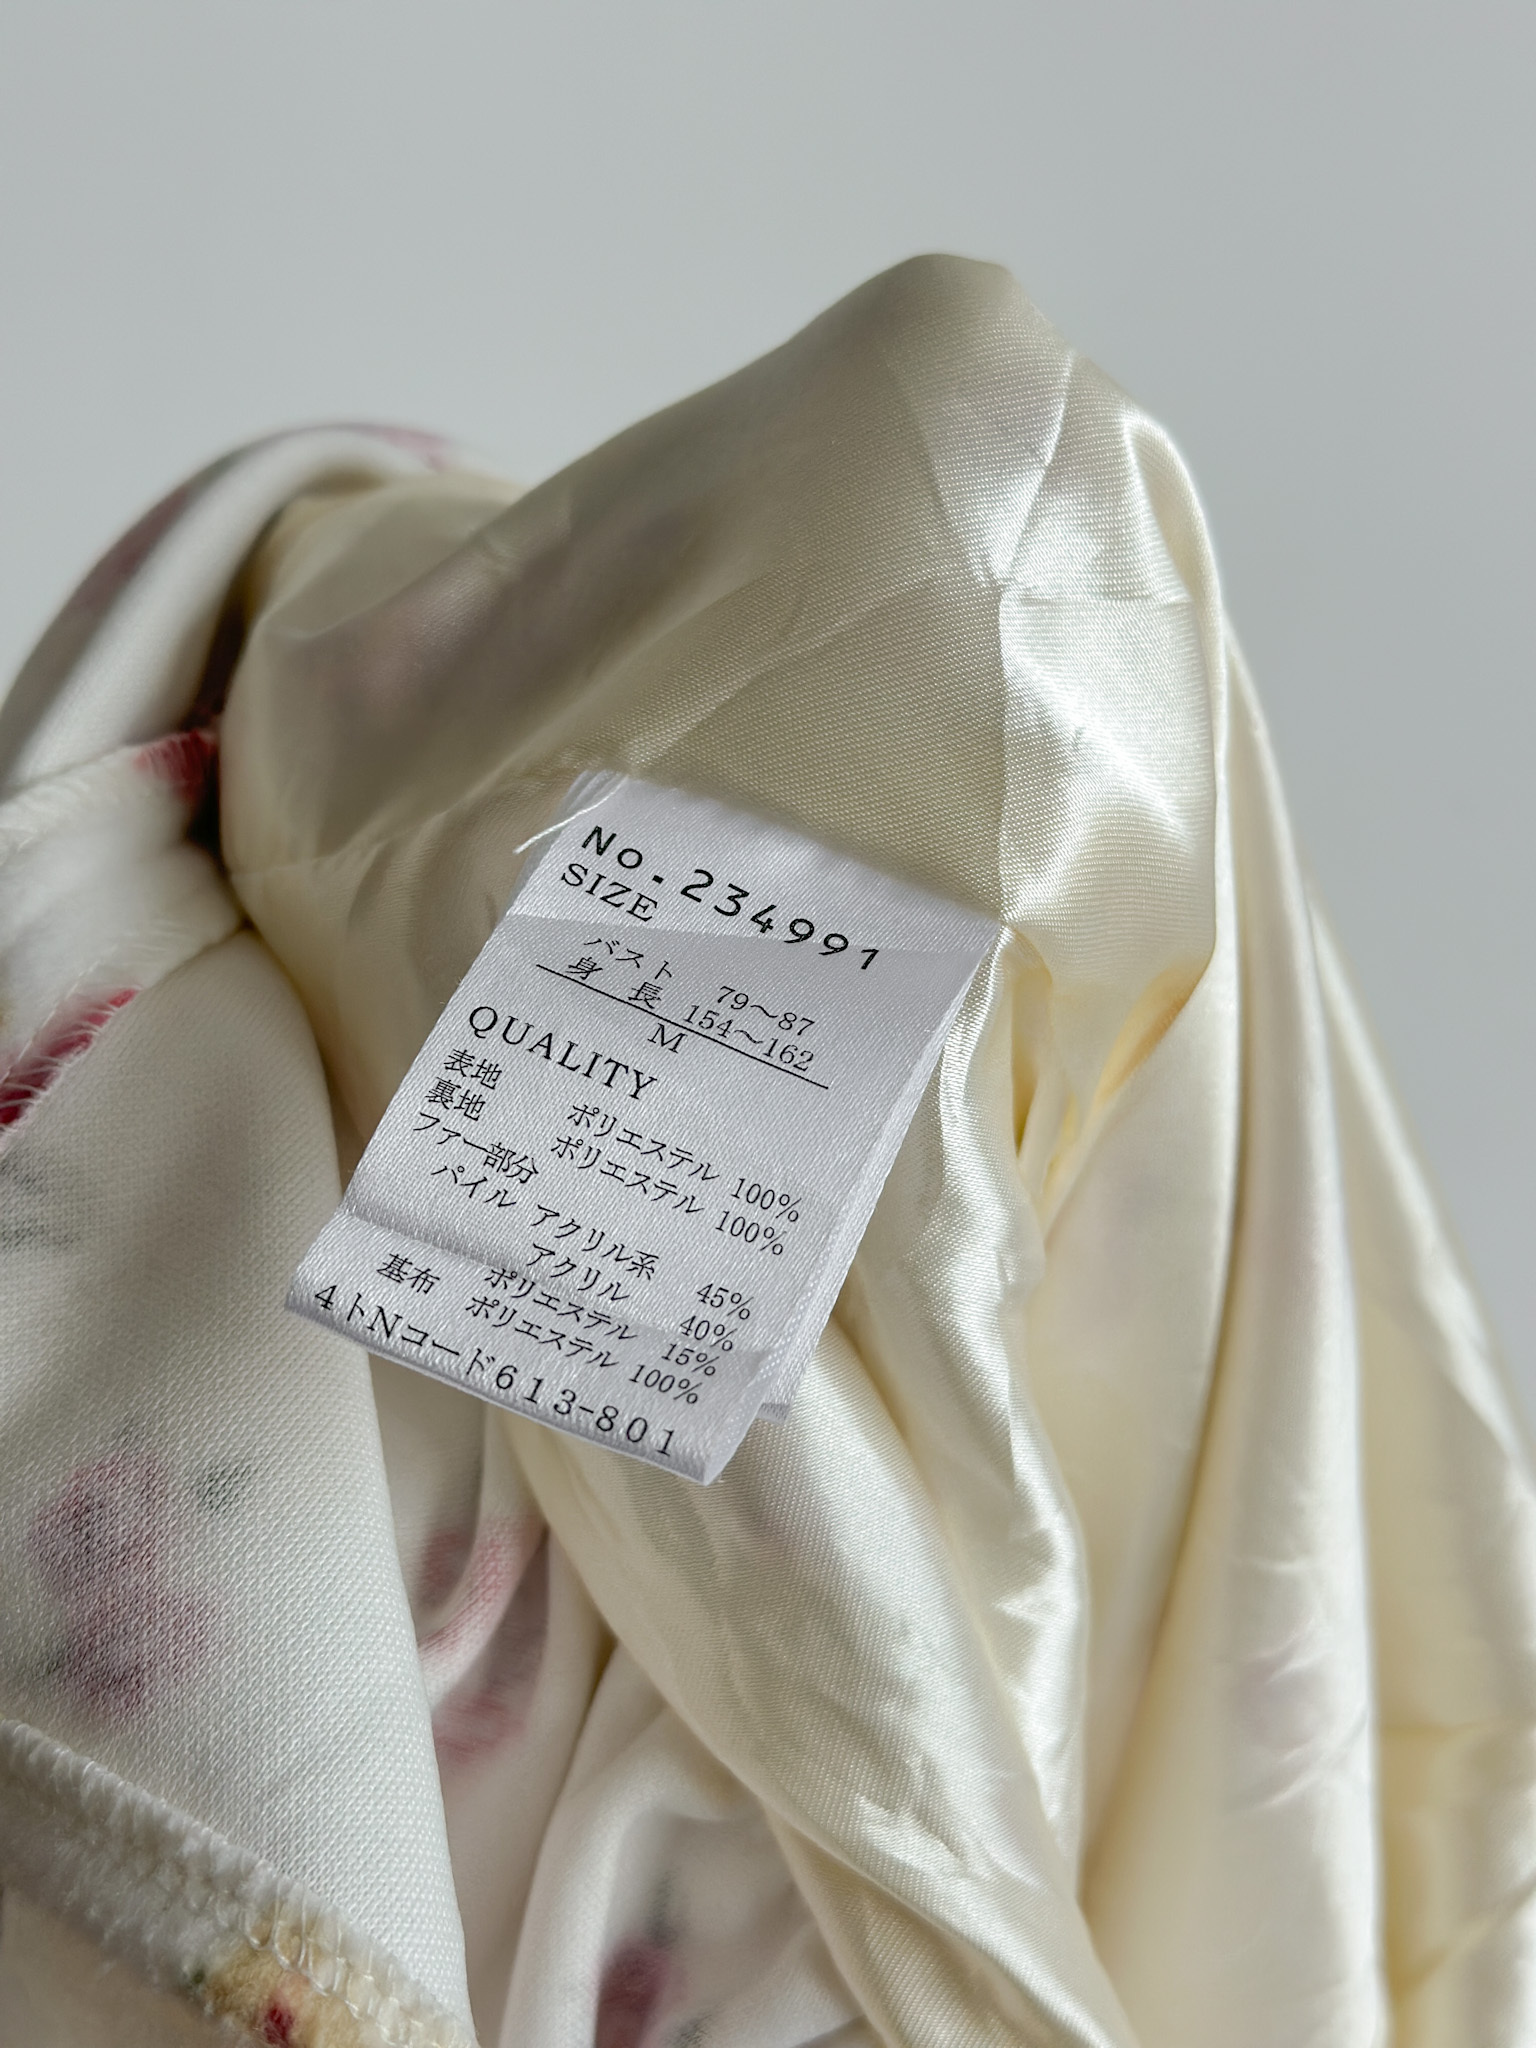 No.234991
SIZE
バスト 79～87
身長 154～162
M
QUALITY
表地 ポリエステル 100%
裏地 ポリエステル 100%
ファー部分
パイル アクリル系 45%
アクリル 40%
ポリエステル 15%
基布 ポリエステル 100%
4トNコード613-801